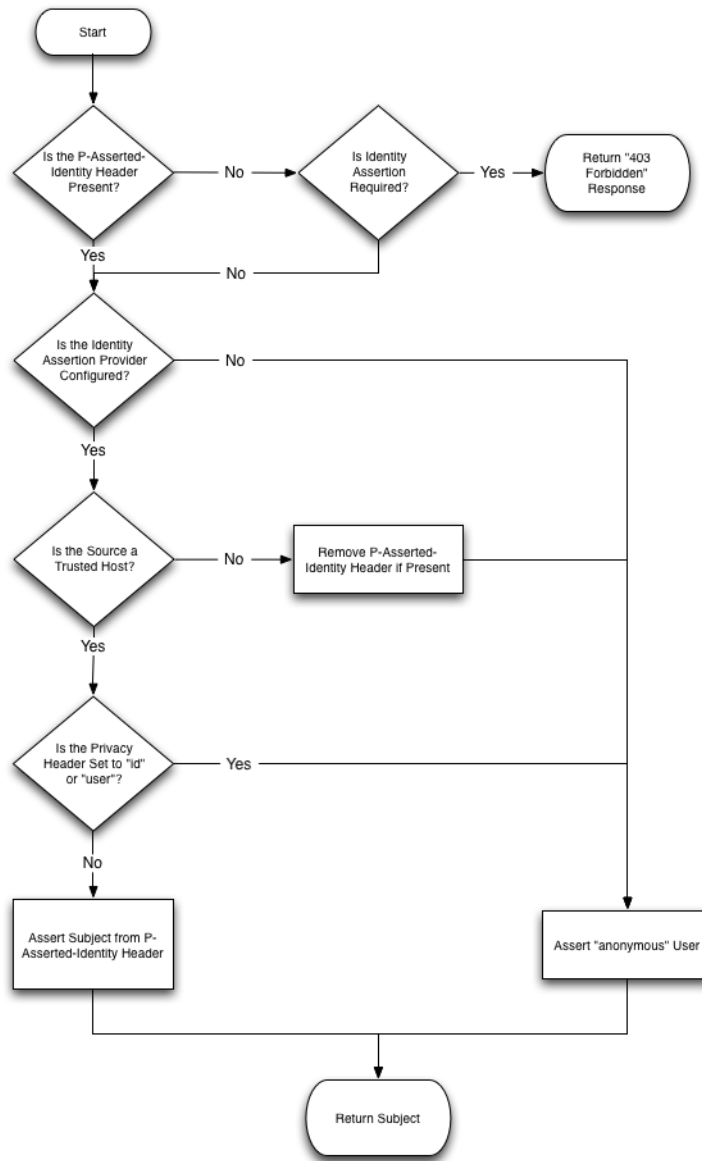 Start
Is the P-Asserted-
Identity Header
Present?
No
Is Identity
Assertion
Required?
Yes
Return "403
Forbidden"
Response
Yes
No
Is the Identity
Assertion Provider
Configured?
No
Yes
Is the Source a
Trusted Host?
No
Remove P-Asserted-
Identity Header if Present
Yes
Is the Privacy
Header Set to "id"
or "user"?
Yes
No
Assert Subject from P-
Asserted-Identity Header
Assert "anonymous" User
Return Subject